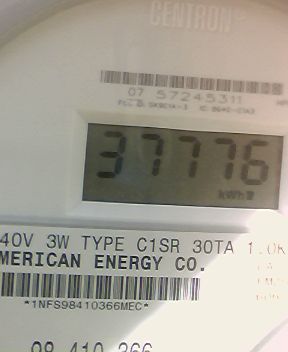 CENTRON
07 57245311
37776
kWh
40V 3W TYPE C1SR 30TA 1.0K
MERICAN ENERGY CO.
*1NFS98410366MEC*
98 410 366